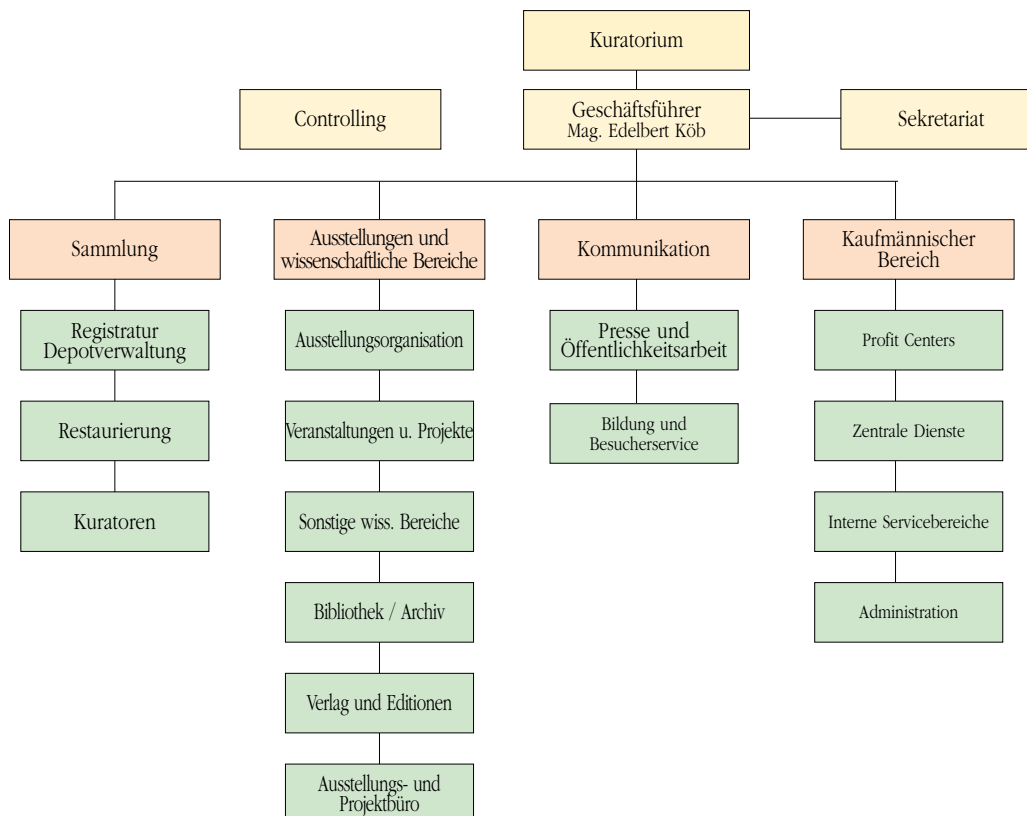 Kuratorium
Controlling
Geschäftsführer
Mag. Edelbert Köb
Sekretariat
Sammlung
Ausstellungen und
wissenschaftliche Bereiche
Kommunikation
Kaufmännischer
Bereich
Registratur
Depotverwaltung
Restaurierung
Kuratoren
Ausstellungsorganisation
Veranstaltungen u. Projekte
Sonstige wiss. Bereiche
Bibliothek / Archiv
Verlag und Editionen
Ausstellungs- und
Projektbüro
Presse und
Öffentlichkeitsarbeit
Bildung und
Besucherservice
Profit Centers
Zentrale Dienste
Interne Servicebereiche
Administration